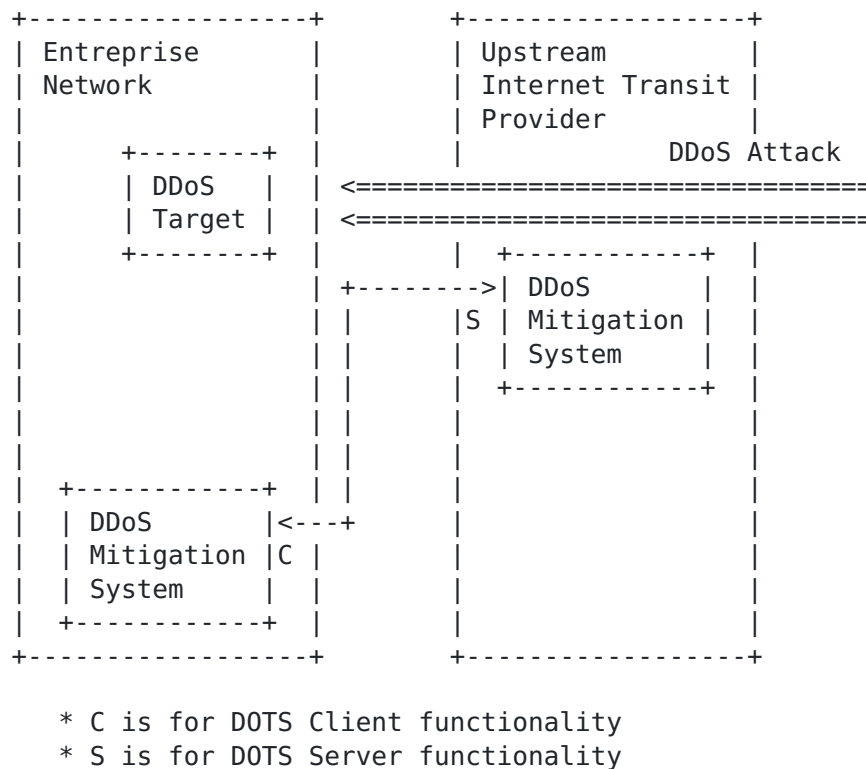 Entreprise
Network
Upstream
Internet Transit
Provider
DDoS Attack
DDoS
Target
DDoS
S Mitigation
System
DDoS
Mitigation C
System
* C is for DOTS Client functionality
* S is for DOTS Server functionality